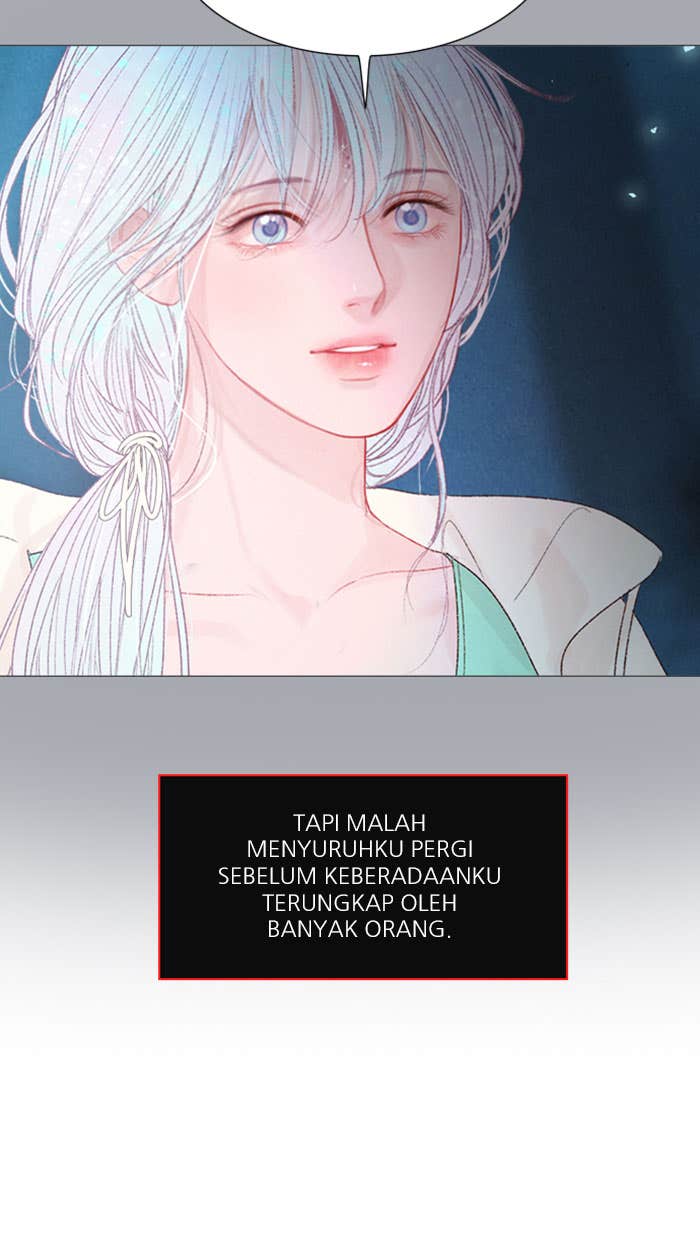 TAPI MALAH
MENYURUHKU PERGI
SEBELUM KEBERADAANKU
TERUNGKAP OLEH
BANYAK ORANG.